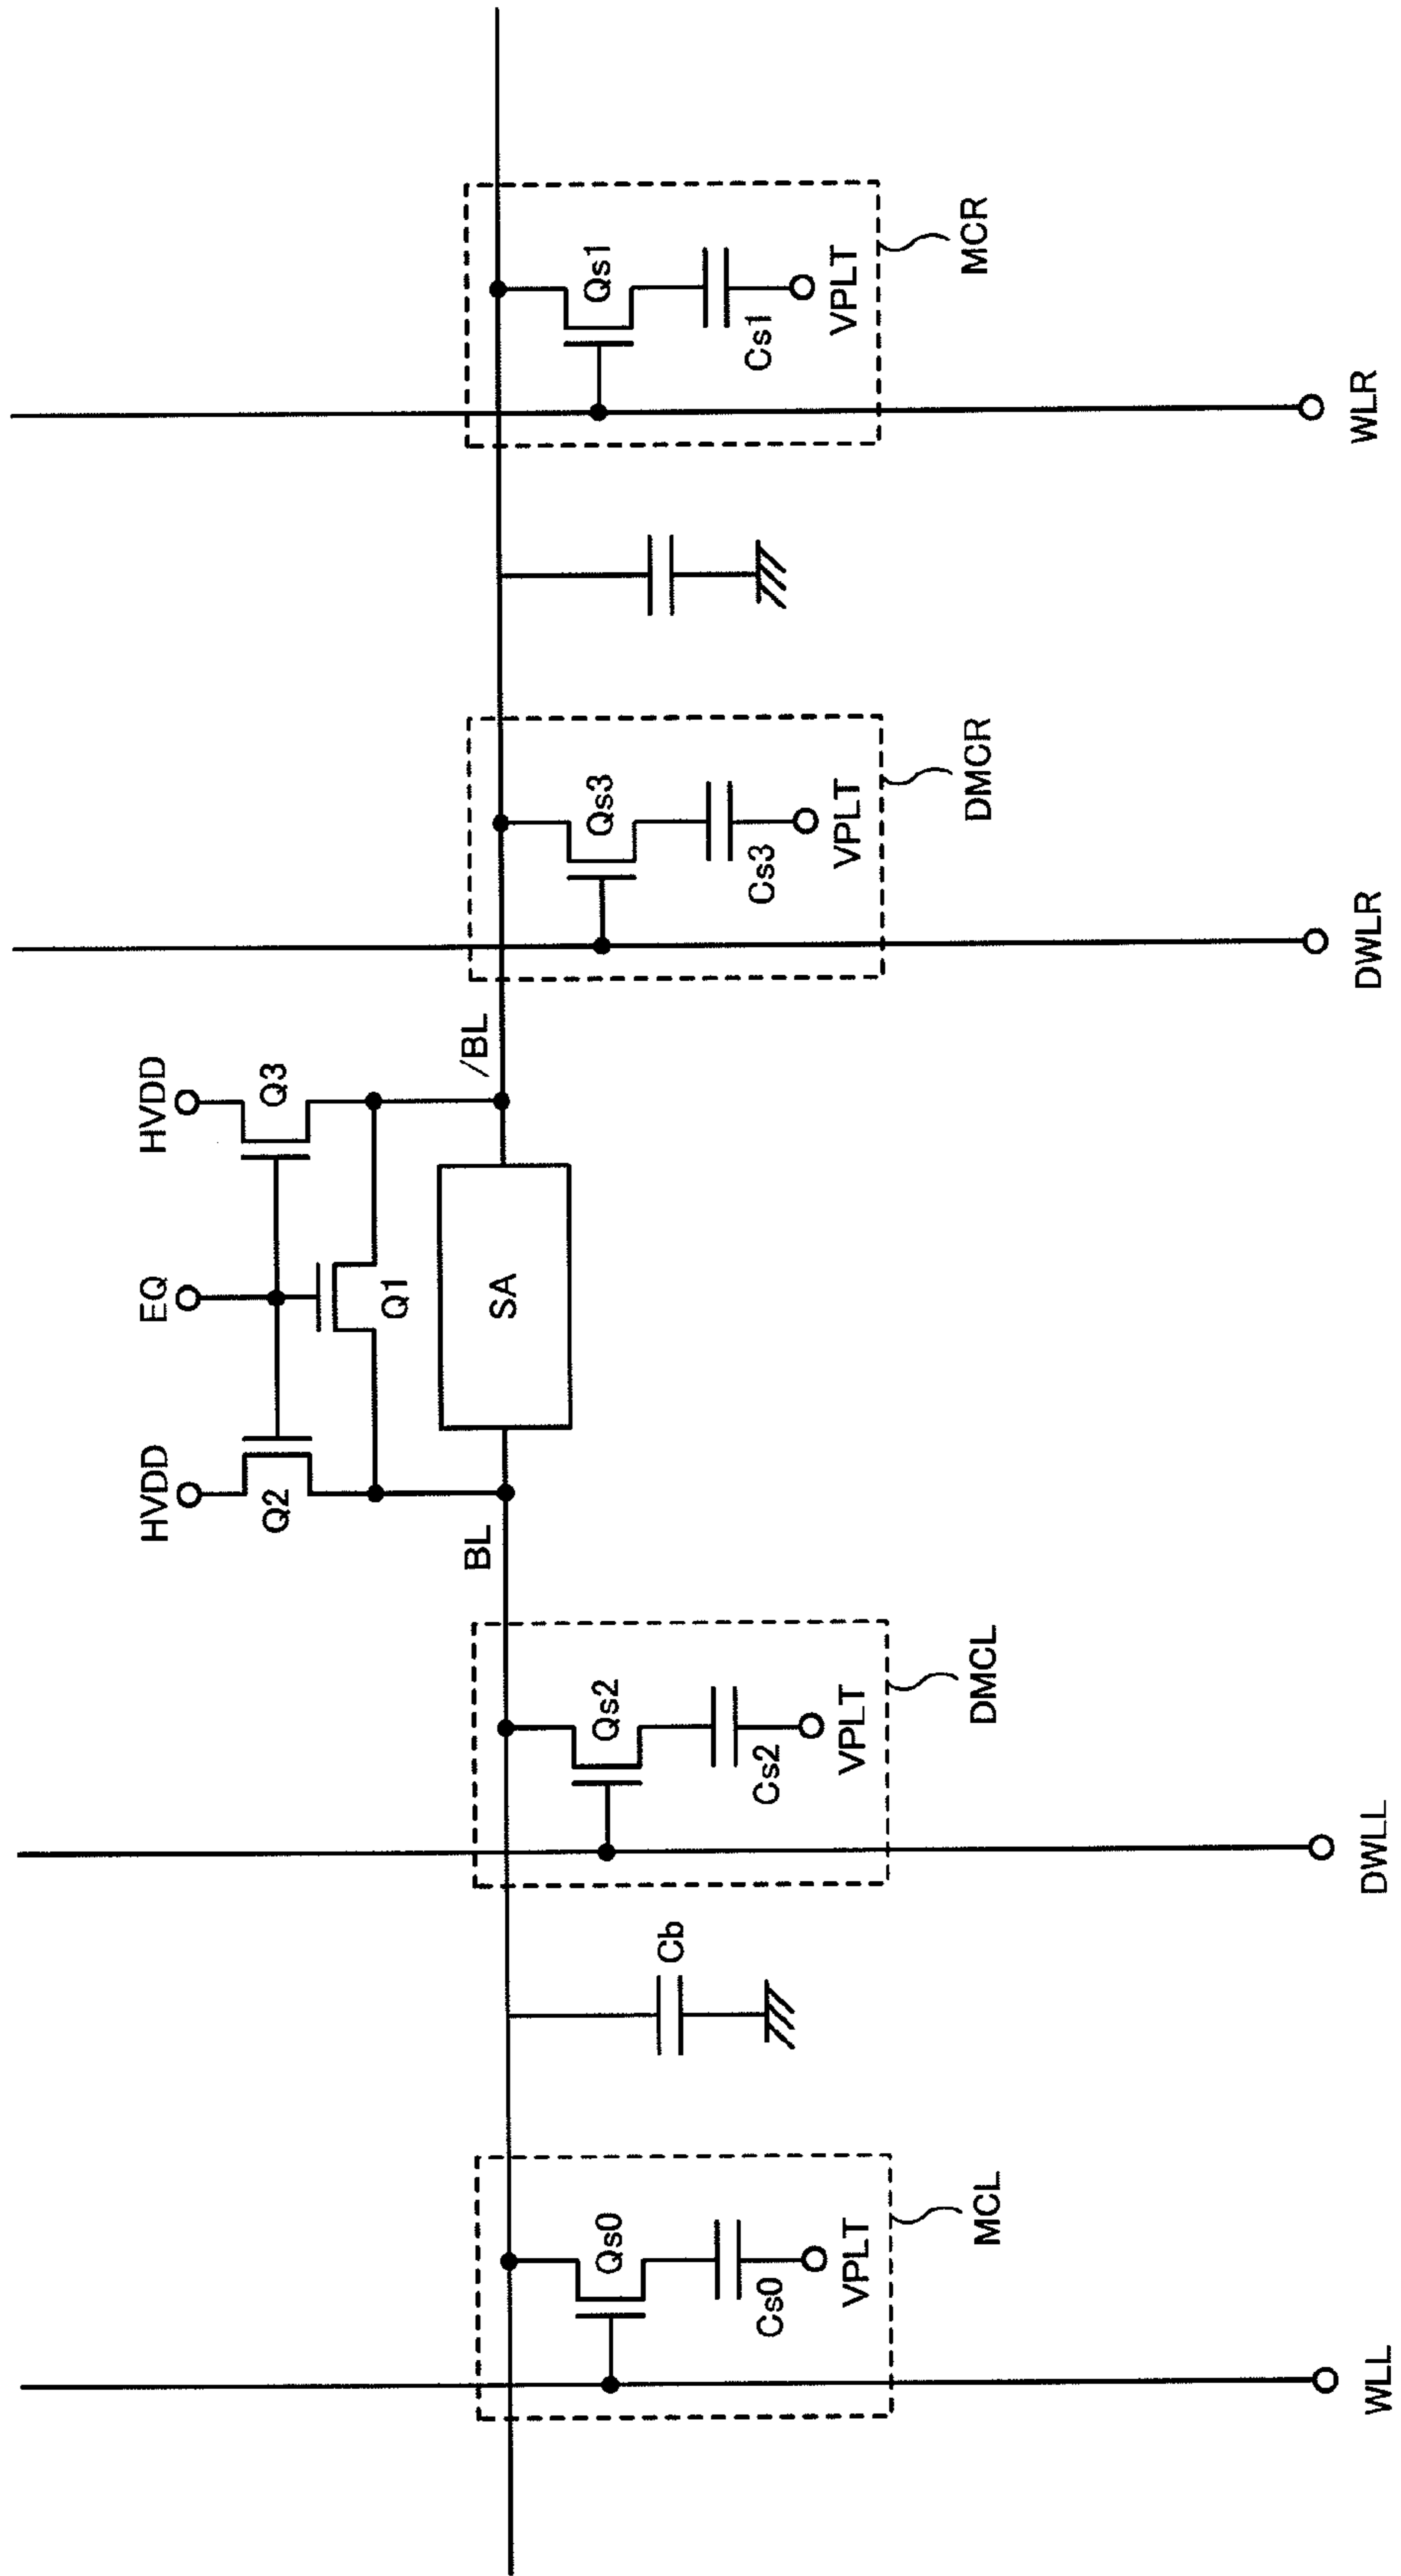 HVDD
EQ
HVDD
Q2
Q3
Q1
BL
SA
/BL
Qs0
Cs0
VPLT
MCL
Cb
Qs2
Cs2
VPLT
DMCL
Qs3
Cs3
VPLT
DMCR
Qs1
Cs1
VPLT
MCR
WLL
DWLL
DWLR
WLR